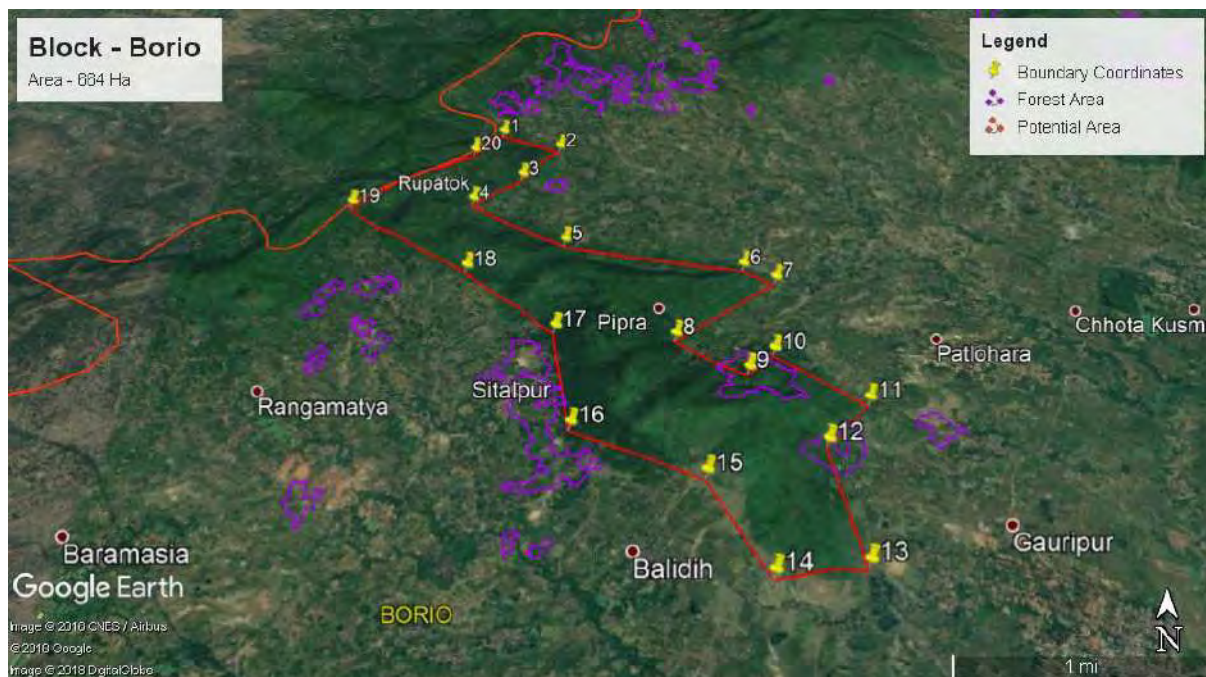 Block - Borio
Area - 664 Ha
Legend
Boundary Coordinates
Forest Area
Potential Area
1
2
20
3
Rupatok
4
19
5
6
18
7
17
Pipra
8
10
Chhota Kusm
Patlohara
9
Sitalpur
11
Rangamatya
16
12
15
Gauripur
Baramasia
13
Balidih
14
Google Earth
BORIO
Image © 2018 CNES / Airbus
© 2018 Google
Image © 2018 DigitalGlobe
N
1 mi